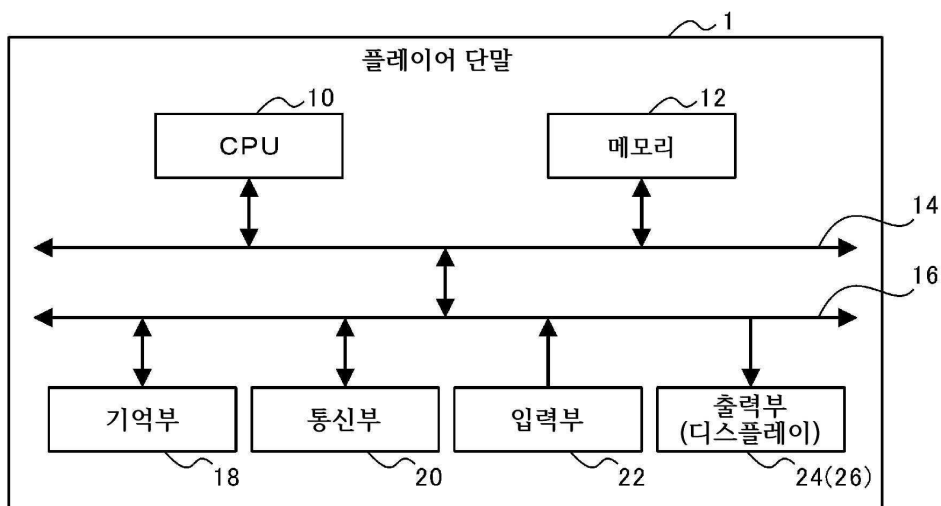 1
플레이어 단말
10
12
CPU
메모리
14
16
기억부
통신부
입력부
출력부
(디스플레이)
18
20
22
24(26)